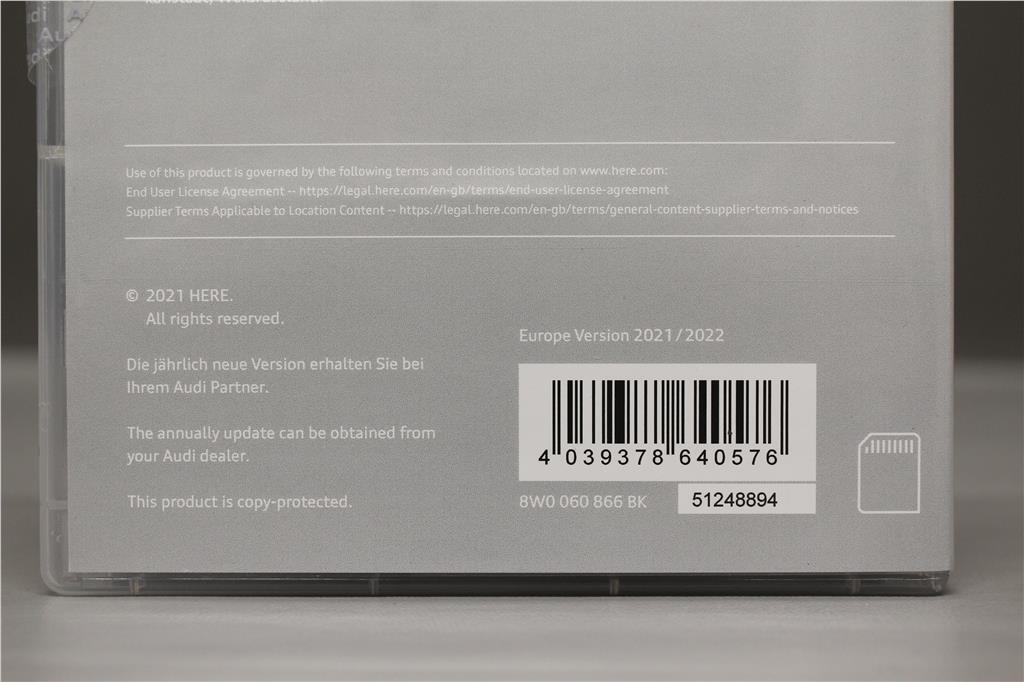 Audi
Use of this product is governed by the following terms and conditions located on www.here.com:
End User License Agreement -- https://legal.here.com/en-gb/terms/end-user-license-agreement
Supplier Terms Applicable to Location Content -- https://legal.here.com/en-gb/terms/general-content-supplier-terms-and-notices
© 2021 HERE.
All rights reserved.
Die jährlich neue Version erhalten Sie bei
Ihrem Audi Partner.
The annually update can be obtained from
your Audi dealer.
This product is copy-protected.
Europe Version 2021/2022
4 039378 640576
8W0 060 866 BK
51248894